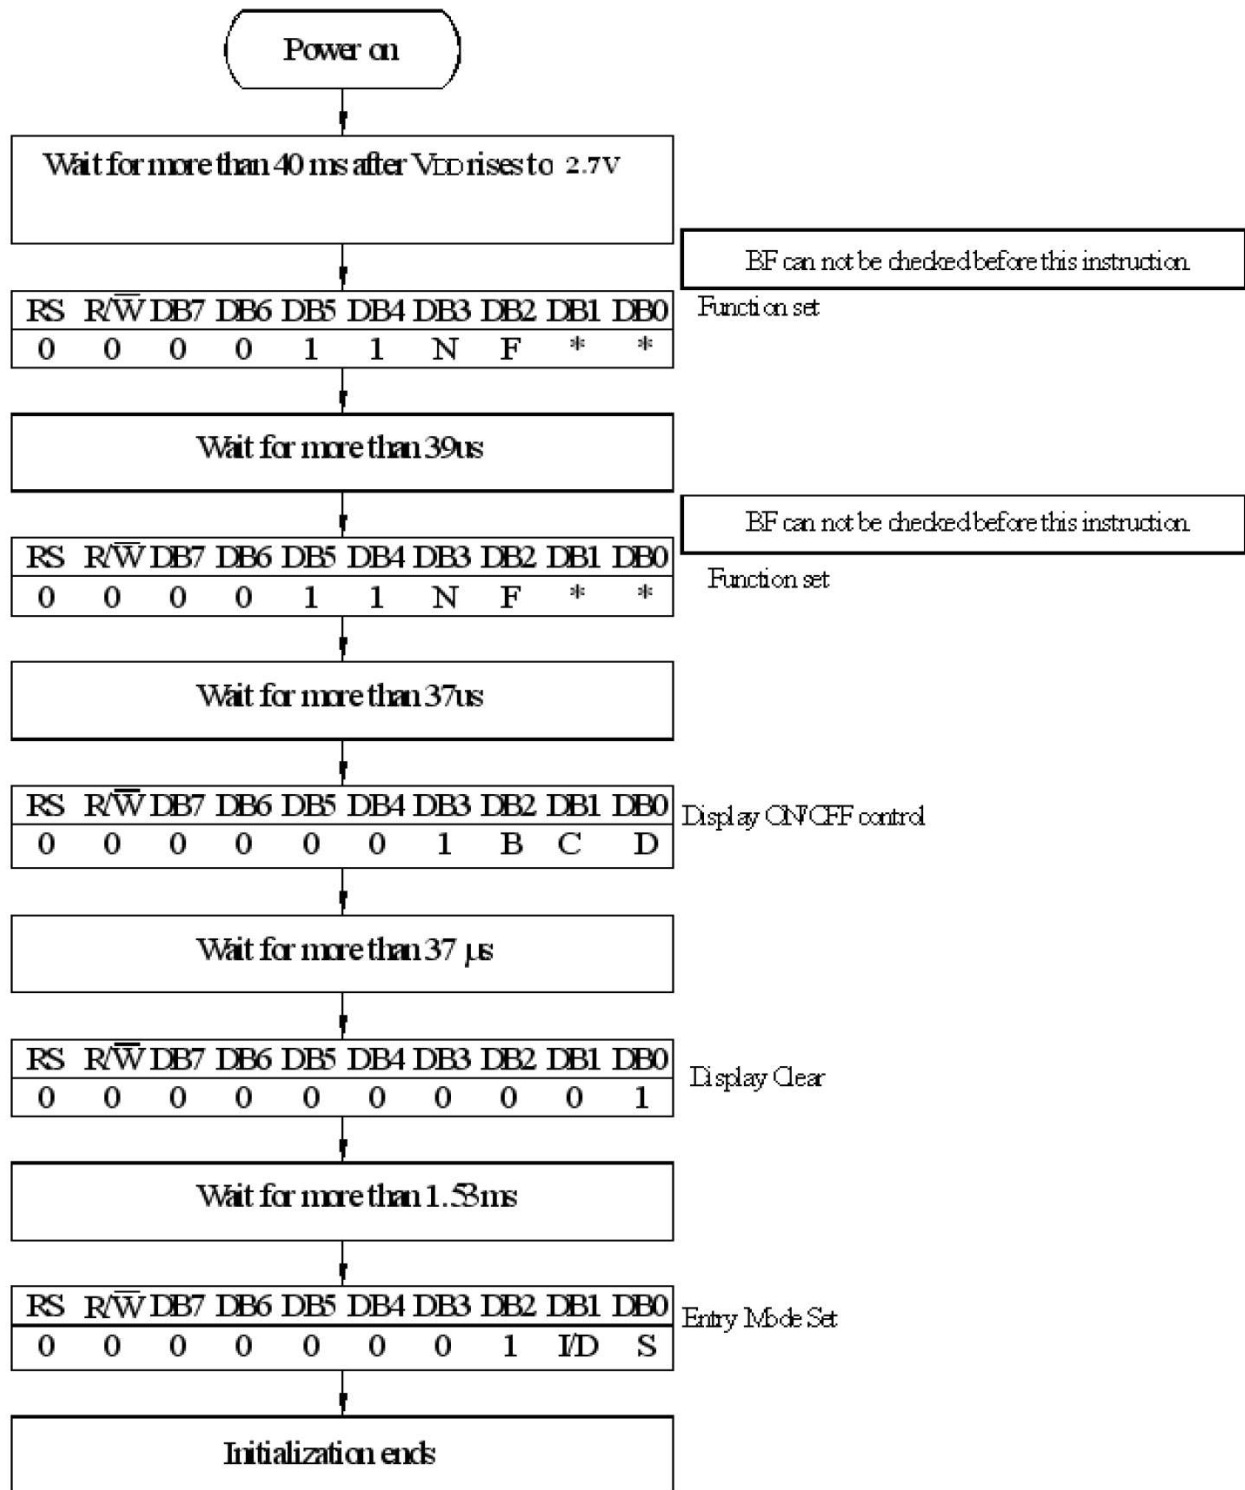 Power on
Wait for more than 40 ms after VDD rises to 2.7V
BF can not be checked before this instruction.
RS R/W̅ DB7 DB6 DB5 DB4 DB3 DB2 DB1 DB0
Function set
0 0 0 0 1 1 N F * *
Wait for more than 39us
BF can not be checked before this instruction.
RS R/W̅ DB7 DB6 DB5 DB4 DB3 DB2 DB1 DB0
Function set
0 0 0 0 1 1 N F * *
Wait for more than 37us
RS R/W̅ DB7 DB6 DB5 DB4 DB3 DB2 DB1 DB0
Display ON/OFF control
0 0 0 0 0 0 1 B C D
Wait for more than 37 μs
RS R/W̅ DB7 DB6 DB5 DB4 DB3 DB2 DB1 DB0
Display Clear
0 0 0 0 0 0 0 0 0 1
Wait for more than 1.53ms
RS R/W̅ DB7 DB6 DB5 DB4 DB3 DB2 DB1 DB0
Entry Mode Set
0 0 0 0 0 0 0 1 I/D S
Initialization ends